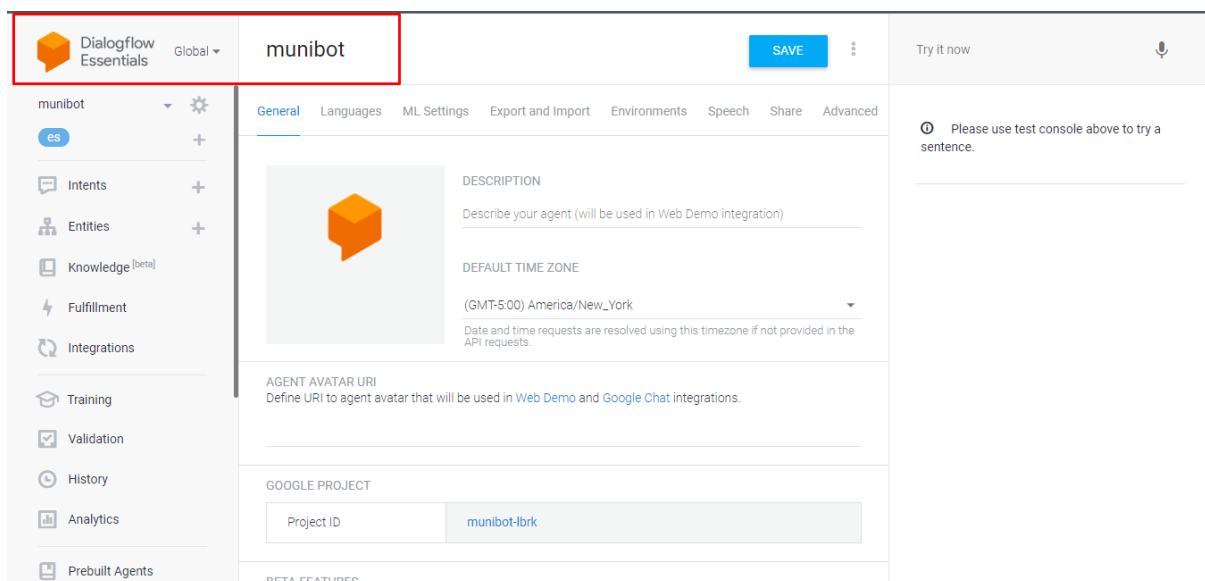 Dialogflow
Essentials
Global
munibot
SAVE
Try it now
munibot
es
Intents
Entities
Knowledge [beta]
Fulfillment
Integrations
Training
Validation
History
Analytics
Prebuilt Agents
General Languages ML Settings Export and Import Environments Speech Share Advanced
DESCRIPTION
Describe your agent (will be used in Web Demo integration)
DEFAULT TIME ZONE
(GMT-5:00) America/New_York
Date and time requests are resolved using this timezone if not provided in the
API requests.
AGENT AVATAR URI
Define URI to agent avatar that will be used in Web Demo and Google Chat integrations.
GOOGLE PROJECT
Project ID munibot-lbrk
BETA FEATURES
Please use test console above to try a
sentence.